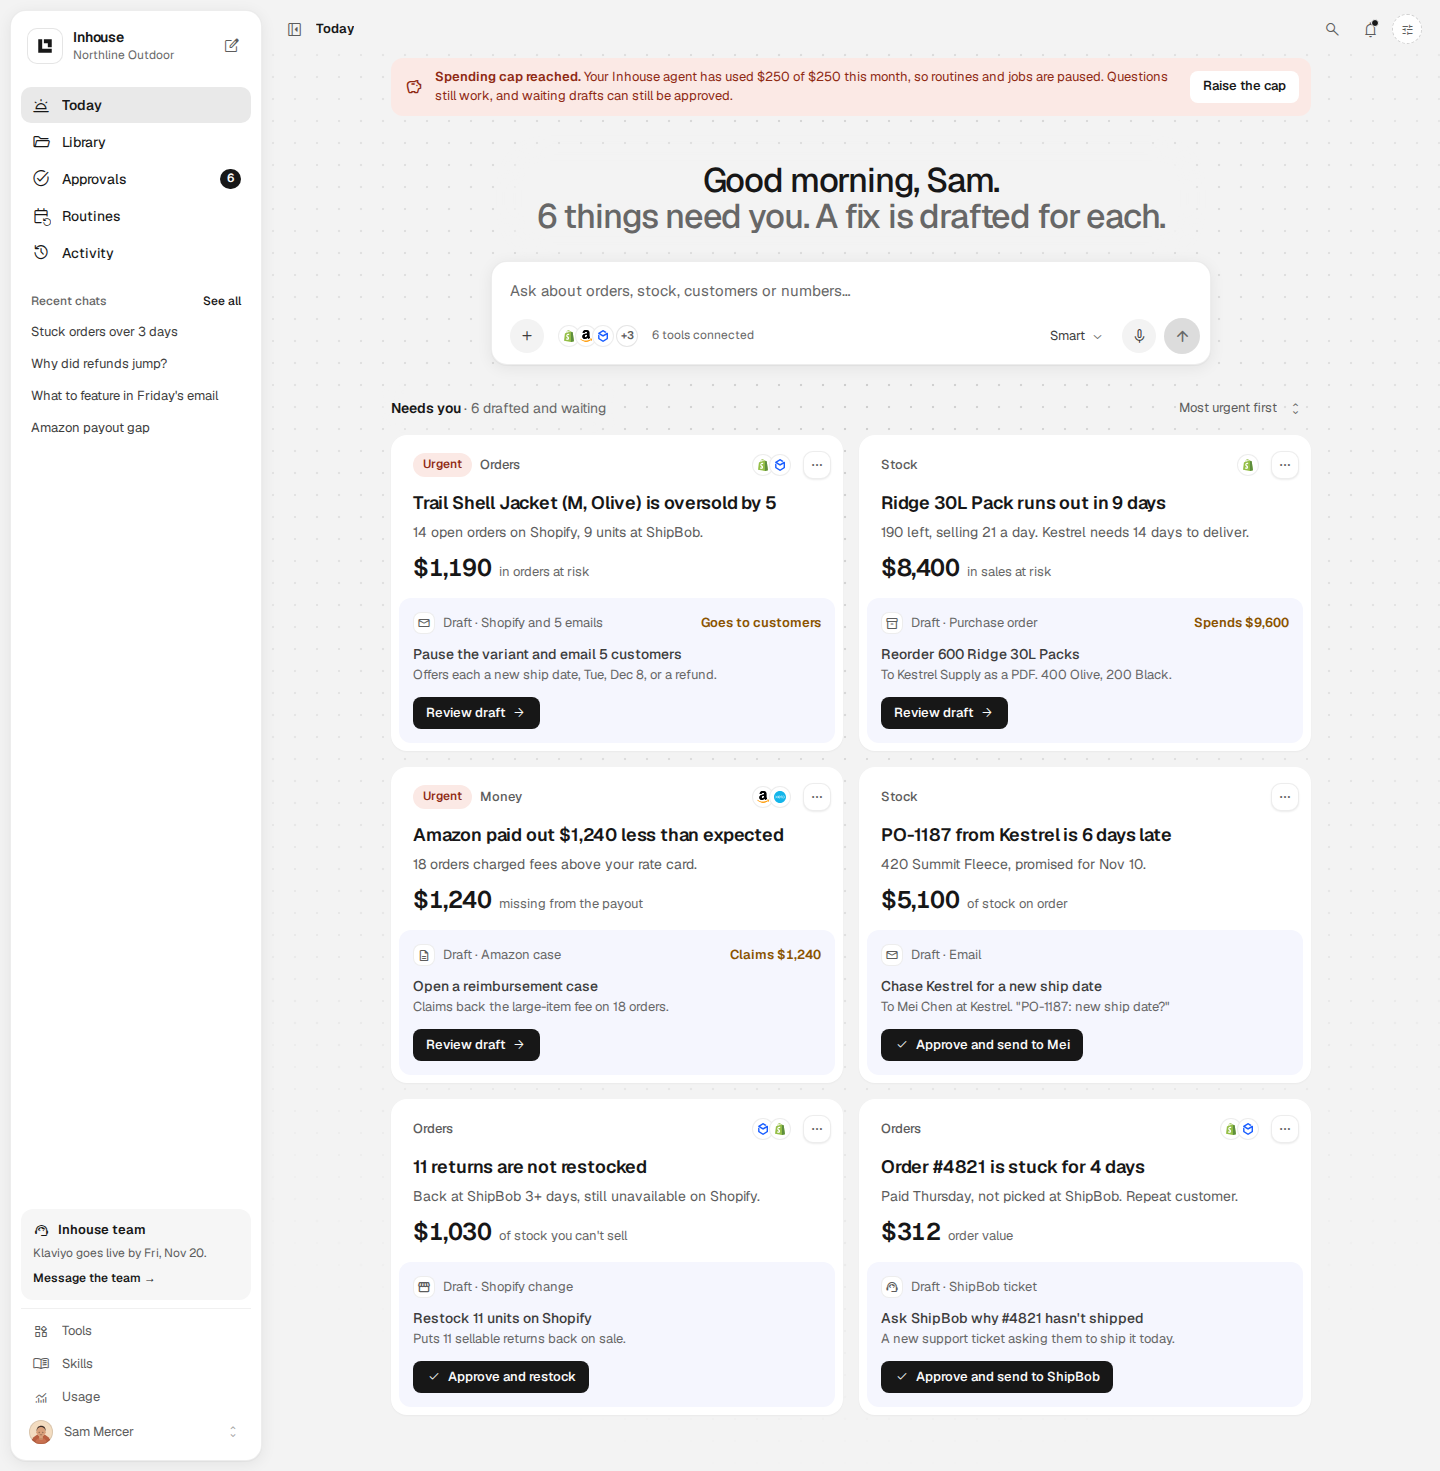 Inhouse
Northline Outdoor
Today
Library
Approvals
6
Routines
Activity
Recent chats
See all
Stuck orders over 3 days
Why did refunds jump?
What to feature in Friday's email
Amazon payout gap
Inhouse team
Klaviyo goes live by Fri, Nov 20.
Message the team →
Tools
Skills
Usage
Sam Mercer
Today
Spending cap reached. Your Inhouse agent has used $250 of $250 this month, so routines and jobs are paused. Questions
still work, and waiting drafts can still be approved.
Raise the cap
Good morning, Sam.
6 things need you. A fix is drafted for each.
Ask about orders, stock, customers or numbers...
+3
6 tools connected
Smart
Needs you · 6 drafted and waiting
Most urgent first
Urgent
Orders
Trail Shell Jacket (M, Olive) is oversold by 5
14 open orders on Shopify, 9 units at ShipBob.
$1,190 in orders at risk
Draft · Shopify and 5 emails
Goes to customers
Pause the variant and email 5 customers
Offers each a new ship date, Tue, Dec 8, or a refund.
Review draft →
Stock
Ridge 30L Pack runs out in 9 days
190 left, selling 21 a day. Kestrel needs 14 days to deliver.
$8,400 in sales at risk
Draft · Purchase order
Spends $9,600
Reorder 600 Ridge 30L Packs
To Kestrel Supply as a PDF. 400 Olive, 200 Black.
Review draft →
Urgent
Money
Amazon paid out $1,240 less than expected
18 orders charged fees above your rate card.
$1,240 missing from the payout
Draft · Amazon case
Claims $1,240
Open a reimbursement case
Claims back the large-item fee on 18 orders.
Review draft →
Stock
PO-1187 from Kestrel is 6 days late
420 Summit Fleece, promised for Nov 10.
$5,100 of stock on order
Draft · Email
Chase Kestrel for a new ship date
To Mei Chen at Kestrel. "PO-1187: new ship date?"
Approve and send to Mei
Orders
11 returns are not restocked
Back at ShipBob 3+ days, still unavailable on Shopify.
$1,030 of stock you can't sell
Draft · Shopify change
Restock 11 units on Shopify
Puts 11 sellable returns back on sale.
Approve and restock
Orders
Order #4821 is stuck for 4 days
Paid Thursday, not picked at ShipBob. Repeat customer.
$312 order value
Draft · ShipBob ticket
Ask ShipBob why #4821 hasn't shipped
A new support ticket asking them to ship it today.
Approve and send to ShipBob